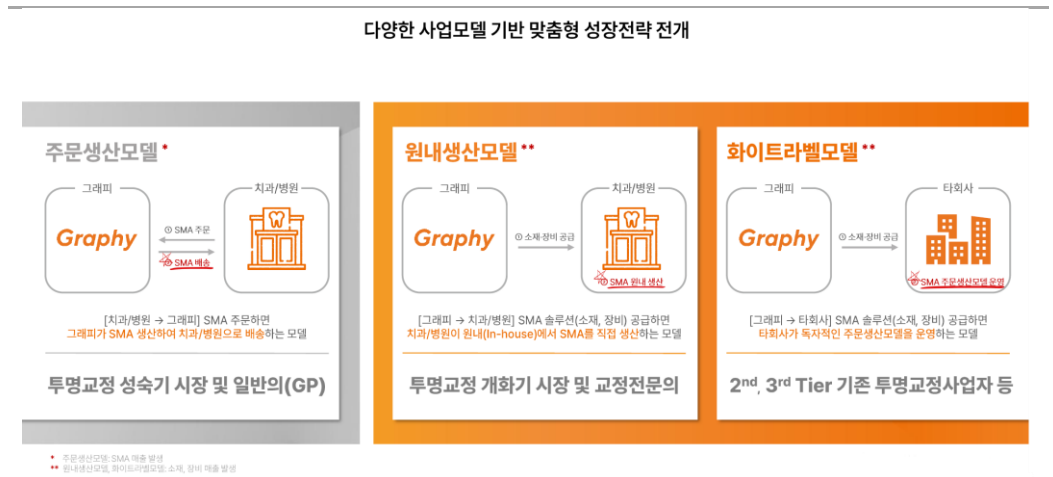 다양한 사업모델 기반 맞춤형 성장전략 전개
주문생산모델 *
그래피
치과/병원
Graphy
① SMA 주문
② SMA 배송
[치과/병원 → 그래피] SMA 주문하면
그래피가 SMA 생산하여 치과/병원으로 배송하는 모델
투명교정 성숙기 시장 및 일반의(GP)
원내생산모델 **
그래피
치과/병원
Graphy
① 소재·장비 공급
② SMA 원내 생산
[그래피 → 치과/병원] SMA 솔루션(소재, 장비) 공급하면
치과/병원이 원내(In-house)에서 SMA를 직접 생산하는 모델
투명교정 개화기 시장 및 교정전문의
화이트라벨모델 **
그래피
타회사
Graphy
① 소재·장비 공급
② SMA 주문생산모델 운영
[그래피 → 타회사] SMA 솔루션(소재, 장비) 공급하면
타회사가 독자적인 주문생산모델을 운영하는 모델
2nd, 3rd Tier 기존 투명교정사업자 등
* 주문생산모델: SMA 매출 발생
** 원내생산모델, 화이트라벨모델: 소재, 장비 매출 발생